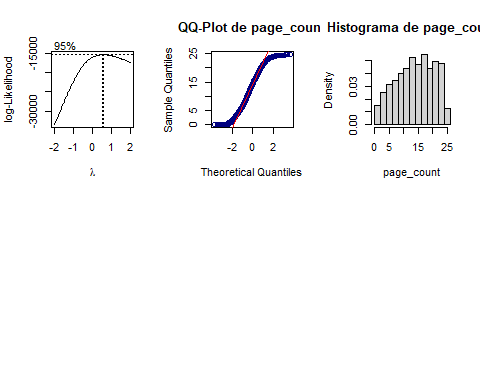 QQ-Plot de page_coun
Histograma de page_cou
95%
log-Likelihood
-30000
-15000
-2 -1 0 1 2
λ
Sample Quantiles
0 5 15 25
-2 0 2
Theoretical Quantiles
Density
0.00 0.03
0 5 15 25
page_count